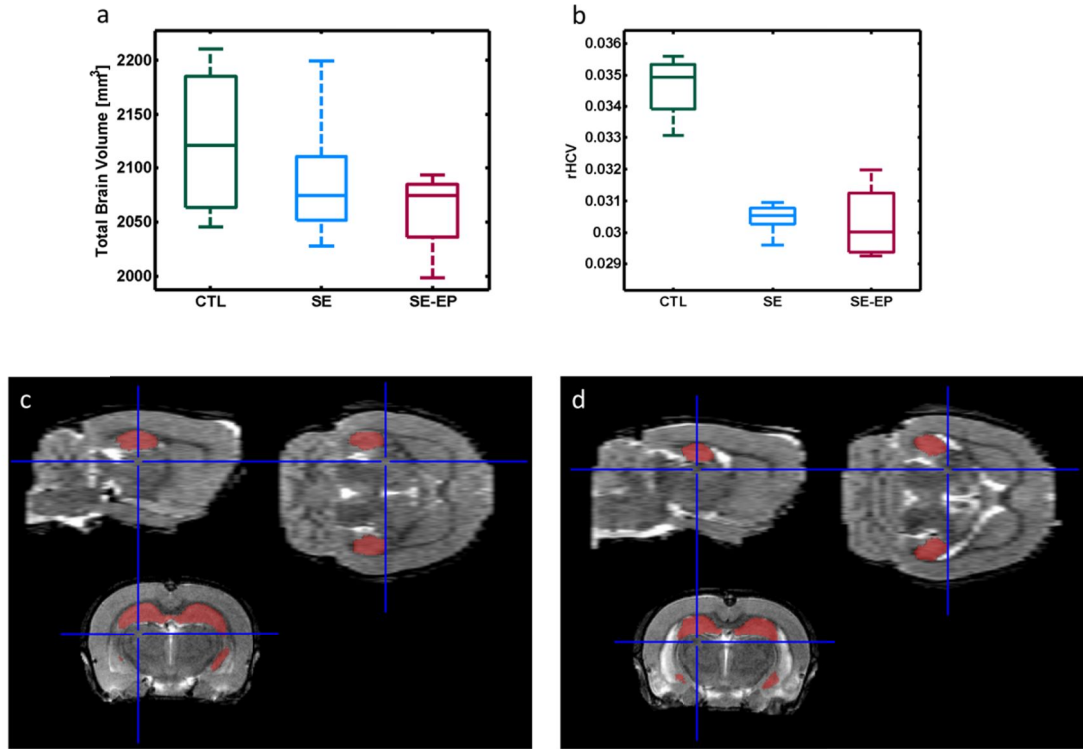 a
Total Brain Volume [mm³]
2200
2150
2100
2050
2000
CTL SE SE-EP
b
rHCV
0.036
0.035
0.034
0.033
0.032
0.031
0.03
0.029
CTL SE SE-EP
c
d